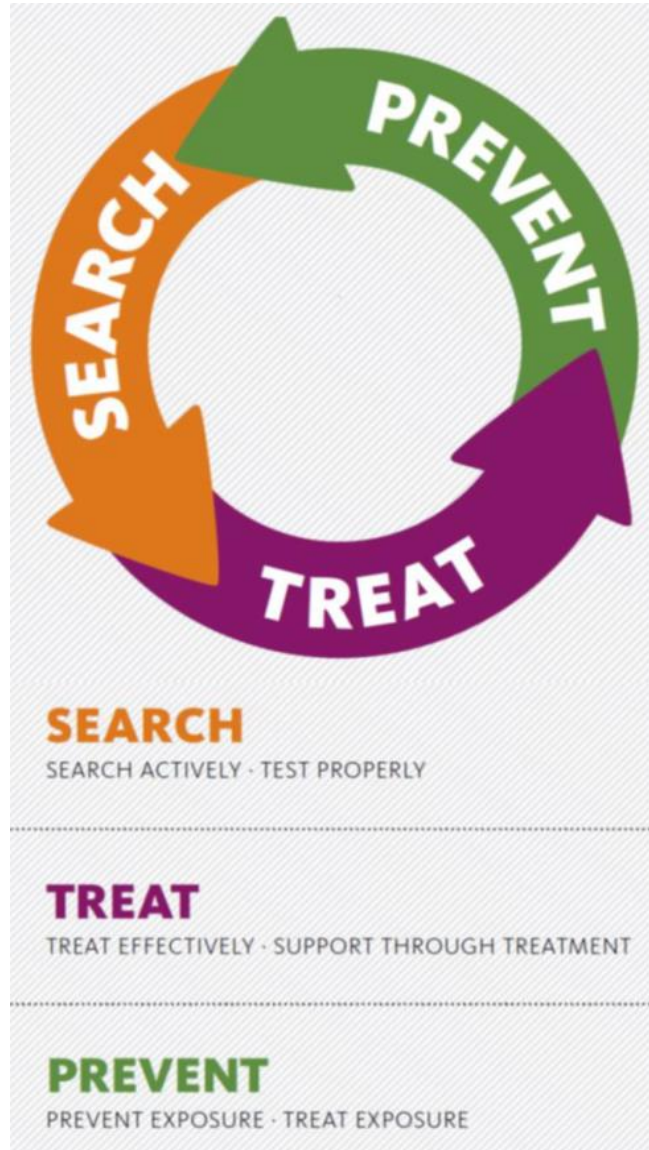 PREVENT
SEARCH
TREAT
SEARCH
SEARCH ACTIVELY · TEST PROPERLY
TREAT
TREAT EFFECTIVELY · SUPPORT THROUGH TREATMENT
PREVENT
PREVENT EXPOSURE · TREAT EXPOSURE